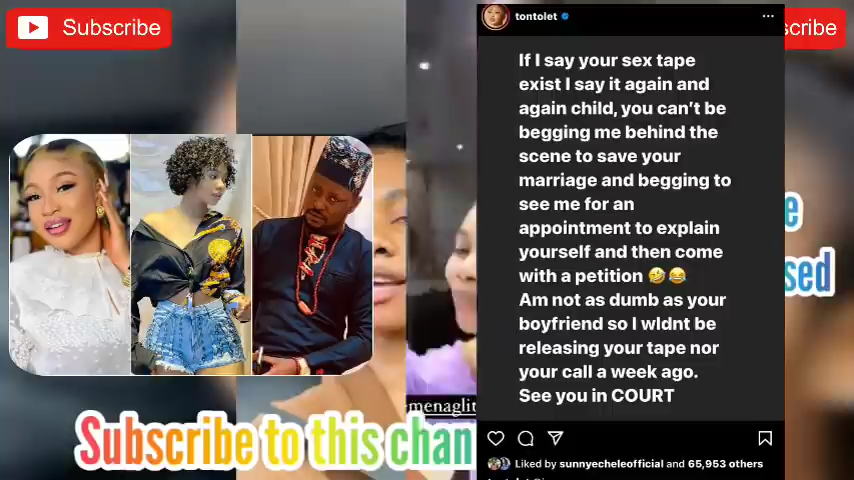 Subscribe
tontolet
If I say your sex tape
exist I say it again and
again child, you can't be
begging me behind the
scene to save your
marriage and begging to
see me for an
appointment to explain
yourself and then come
with a petition 🤣😂
Am not as dumb as your
boyfriend so I wldnt be
releasing your tape nor
your call a week ago.
See you in COURT
Liked by sunnyecheleofficial and 65,953 others
scribe
e
sed
menaglit
Subscribe to this chan